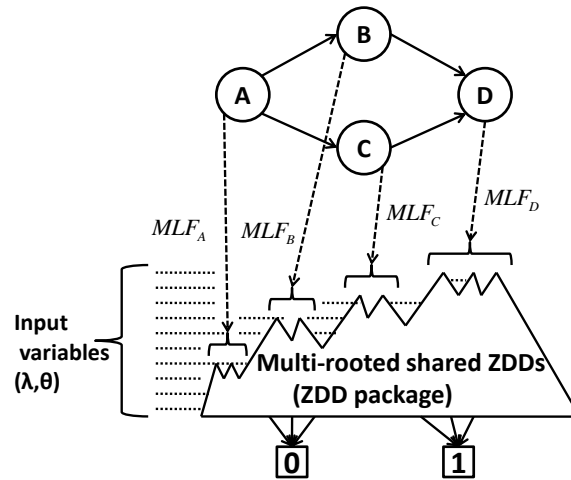 B
A
D
C
MLF_A
MLF_B
MLF_C
MLF_D
Input
variables
(λ,θ)
Multi-rooted shared ZDDs
(ZDD package)
0
1